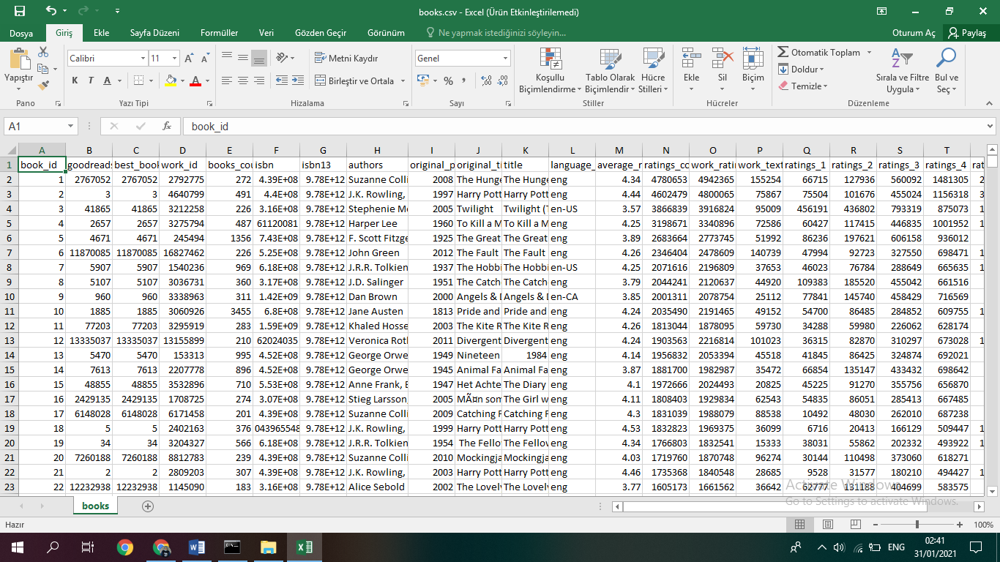 books.csv - Excel (Ürün Etkinleştirilemedi)
Dosya Giriş Ekle Sayfa Düzeni Formüller Veri Gözden Geçir Görünüm Ne yapmak istediğinizi söyleyin... Oturum Aç Paylaş
Calibri 11 Metni Kaydır Genel Otomatik Toplam
Yapıştır K T A Birleştir ve Ortala % Koşullu Biçimlendirme Tablo Olarak Biçimlendir Hücre Stilleri Ekle Sil Biçim Doldur Temizle Sırala ve Filtre Uygula Bul ve Seç
Pano Yazı Tipi Hizalama Sayı Stiller Hücreler Düzenleme
A1 fx book_id
A B C D E F G H I J K L M N O P Q R S T
1 book_id goodreads best_book work_id books_cou isbn isbn13 authors original_p original_ti title language_ average_r ratings_co work_ratin work_text ratings_1 ratings_2 ratings_3 ratings_4 rat
2 1 2767052 2767052 2792775 272 4.39E+08 9.78E+12 Suzanne Colli 2008 The Hunge The Hunge eng 4.34 4780653 4942365 155254 66715 127936 560092 1481305 2
3 2 3 3 4640799 491 4.4E+08 9.78E+12 J.K. Rowling, 1997 Harry Pott Harry Pott eng 4.44 4602479 4800065 75867 75504 101676 455024 1156318 3
4 3 41865 41865 3212258 226 3.16E+08 9.78E+12 Stephenie Me 2005 Twilight Twilight (T en-US 3.57 3866839 3916824 95009 456191 436802 793319 875073 1
5 4 2657 2657 3275794 487 61120081 9.78E+12 Harper Lee 1960 To Kill a M To Kill a M eng 4.25 3198671 3340896 72586 60427 117415 446835 1001952 1
6 5 4671 4671 245494 1356 7.43E+08 9.78E+12 F. Scott Fitzge 1925 The Great The Great eng 3.89 2683664 2773745 51992 86236 197621 606158 936012
7 6 11870085 11870085 16827462 226 5.25E+08 9.78E+12 John Green 2012 The Fault The Fault eng 4.26 2346404 2478609 140739 47994 92723 327550 698471 1
8 7 5907 5907 1540236 969 6.18E+08 9.78E+12 J.R.R. Tolkien 1937 The Hobbi The Hobbi en-US 4.25 2071616 2196809 37653 46023 76784 288649 665635 1
9 8 5107 5107 3036731 360 3.17E+08 9.78E+12 J.D. Salinger 1951 The Catch The Catch eng 3.79 2044241 2120637 44920 109383 185520 455042 661516
10 9 960 960 3338963 311 1.42E+09 9.78E+12 Dan Brown 2000 Angels & Angels & en-CA 3.85 2001311 2078754 25112 77841 145740 458429 716569
11 10 1885 1885 3060926 3455 6.8E+08 9.78E+12 Jane Austen 1813 Pride and Pride and eng 4.24 2035490 2191465 49152 54700 86485 284852 609755 1
12 11 77203 77203 3295919 283 1.59E+09 9.78E+12 Khaled Hosse 2003 The Kite R The Kite R eng 4.26 1813044 1878095 59730 34288 59980 226062 628174
13 12 13335037 13335037 13155899 210 62024035 9.78E+12 Veronica Rotl 2011 Divergent Divergent eng 4.24 1903563 2216814 101023 36315 82870 310297 673028 1
14 13 5470 5470 153313 995 4.52E+08 9.78E+12 George Orwe 1949 Nineteen 1984 eng 4.14 1956832 2053394 45518 41845 86425 324874 692021
15 14 7613 7613 2207778 896 4.52E+08 9.78E+12 George Orwe 1945 Animal Fa Animal Fa eng 3.87 1881700 1982987 35472 66854 135147 433432 698642
16 15 48855 48855 3532896 710 5.53E+08 9.78E+12 Anne Frank, E 1947 Het Achte The Diary eng 4.1 1972666 2024493 20825 45225 91270 355756 656870
17 16 2429135 2429135 1708725 274 3.07E+08 9.78E+12 Stieg Larsson, 2005 MÃ¤n som The Girl w eng 4.11 1808403 1929834 62543 54835 86051 285413 667485
18 17 6148028 6148028 6171458 201 4.39E+08 9.78E+12 Suzanne Colli 2009 Catching F Catching F eng 4.3 1831039 1988079 88538 10492 48030 262010 687238
19 18 5 5 2402163 376 043965548 9.78E+12 J.K. Rowling, 1999 Harry Pott Harry Pott eng 4.53 1832823 1969375 36099 6716 20413 166129 509447 1
20 19 34 34 3204327 566 6.18E+08 9.78E+12 J.R.R. Tolkien 1954 The Fello The Fellov eng 4.34 1766803 1832541 15333 38031 55862 202332 493922 1
21 20 7260188 7260188 8812783 239 4.39E+08 9.78E+12 Suzanne Colli 2010 Mockingja Mockingja eng 4.03 1719760 1870748 96274 30144 110498 373060 618271
22 21 2 2 2809203 307 4.39E+08 9.78E+12 J.K. Rowling, 2003 Harry Pott Harry Pott eng 4.46 1735368 1840548 28685 9528 31577 180210 494427 1
23 22 12232938 12232938 1145090 183 3.16E+08 9.78E+12 Alice Sebold 2002 The Lovel The Lovel eng 3.77 1605173 1661562 36642 62777 131188 404699 583575
Activate Windows
Go to Settings to activate Windows.
books
Hazır 100%
ENG 02:41
31/01/2021